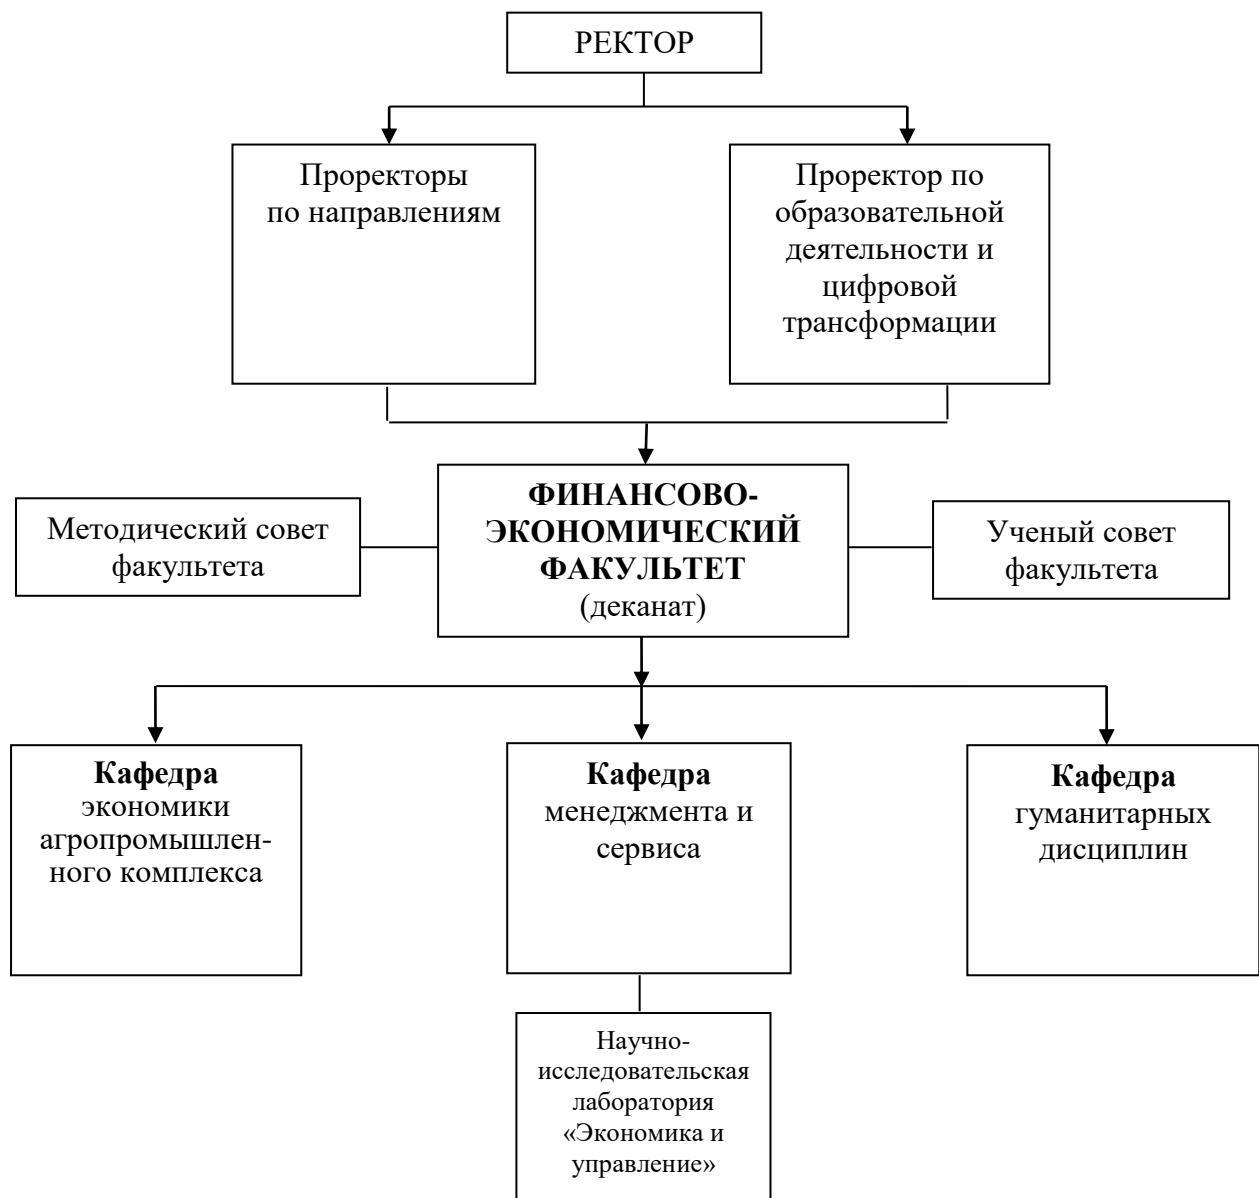 РЕКТОР
Проректоры
по направлениям
Проректор по
образовательной
деятельности и
цифровой
трансформации
ФИНАНСОВО-
ЭКОНОМИЧЕСКИЙ
ФАКУЛЬТЕТ
(деканат)
Методический совет
факультета
Ученый совет
факультета
Кафедра
экономики
агропромышлен-
ного комплекса
Кафедра
менеджмента и
сервиса
Кафедра
гуманитарных
дисциплин
Научно-
исследовательская
лаборатория
«Экономика и
управление»